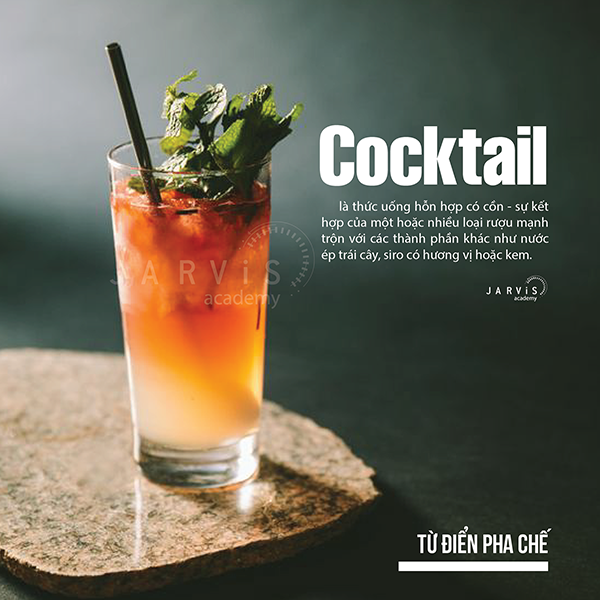 Cocktail
là thức uống hỗn hợp có cồn - sự kết
hợp của một hoặc nhiều loại rượu mạnh
trộn với các thành phần khác như nước
ép trái cây, siro có hương vị hoặc kem.
JARViS
academy
JARViS
academy
TỪ ĐIỂN PHA CHẾ